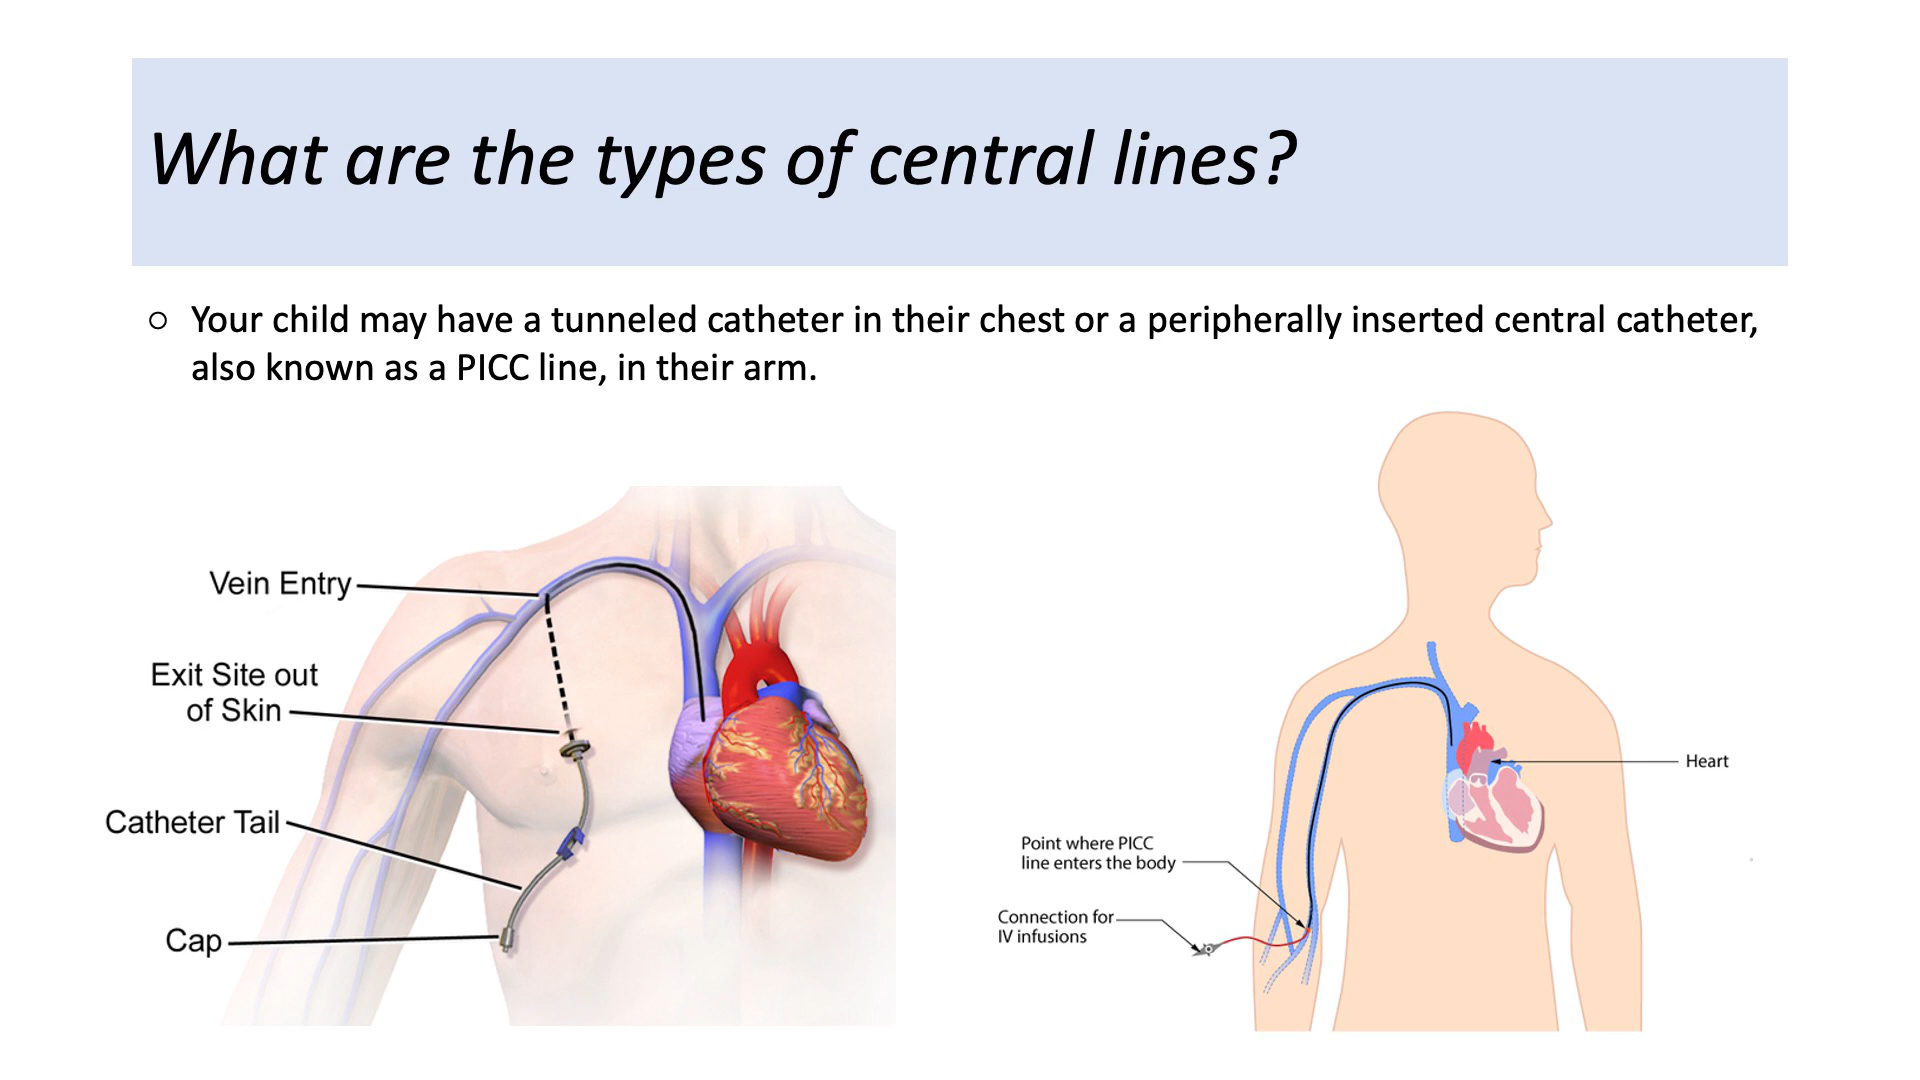 What are the types of central lines?
○ Your child may have a tunneled catheter in their chest or a peripherally inserted central catheter,
also known as a PICC line, in their arm.
Vein Entry
Exit Site out
of Skin
Catheter Tail
Cap
Heart
Point where PICC
line enters the body
Connection for
IV infusions